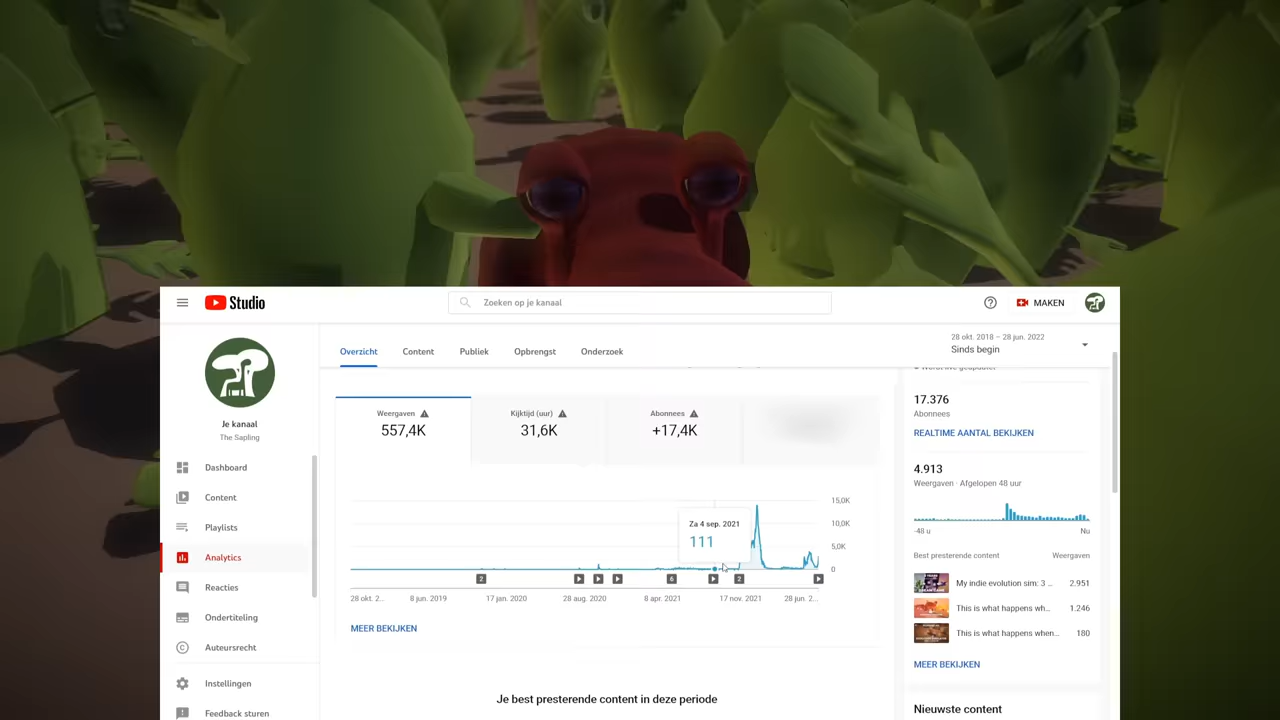 Studio
Zoeken op je kanaal
MAKEN
Je kanaal
The Sapling
Dashboard
Content
Playlists
Analytics
Reacties
Ondertiteling
Auteursrecht
Instellingen
Feedback sturen
Overzicht
Content
Publiek
Opbrengst
Onderzoek
28 okt. 2018 – 28 jun. 2022
Sinds begin
Weergaven
557,4K
Kijktijd (uur)
31,6K
Abonnees
+17,4K
15,0K
10,0K
5,0K
0
Za 4 sep. 2021
111
2
6
2
28 okt. 2...
8 jun. 2019
17 jan. 2020
28 aug. 2020
8 apr. 2021
17 nov. 2021
28 jun. 2...
MEER BEKIJKEN
Je best presterende content in deze periode
17.376
Abonnees
REALTIME AANTAL BEKIJKEN
4.913
Weergaven · Afgelopen 48 uur
-48 u
Nu
Best presterende content
Weergaven
My indie evolution sim: 3 ...
2.951
This is what happens wh...
1.246
This is what happens when...
180
MEER BEKIJKEN
Nieuwste content